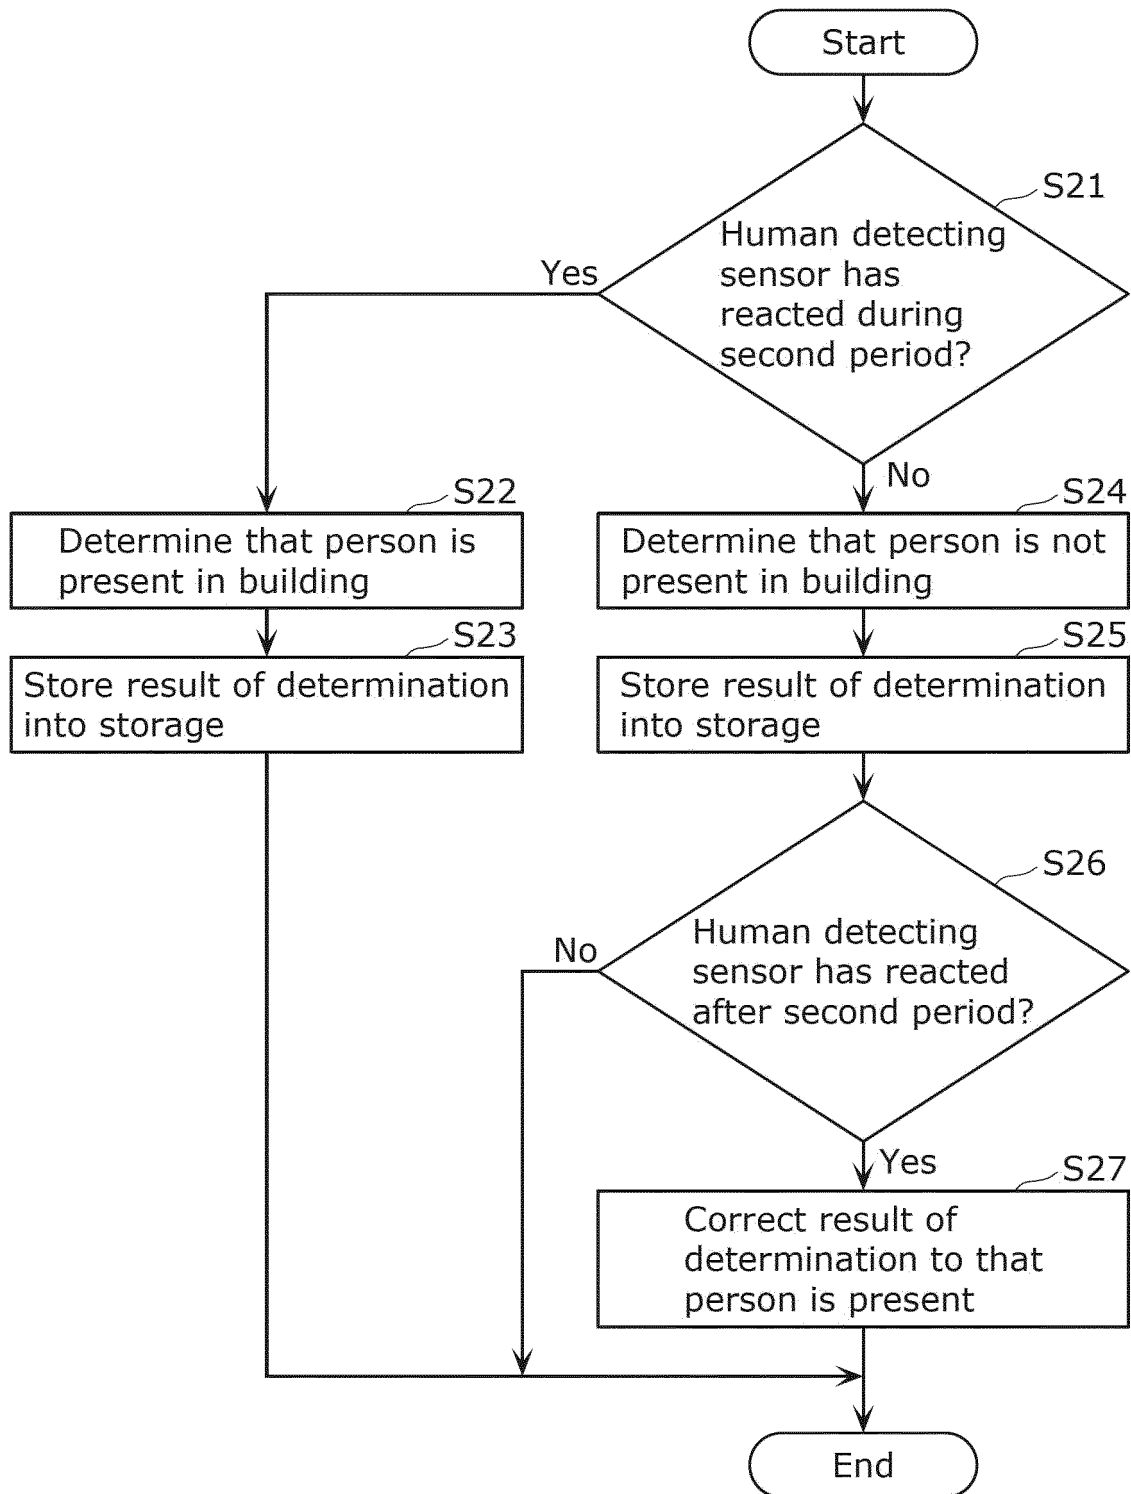 Start
S21
Human detecting
sensor has
reacted during
second period?
Yes
No
S22
Determine that person is
present in building
S24
Determine that person is not
present in building
S23
Store result of determination
into storage
S25
Store result of determination
into storage
S26
Human detecting
sensor has reacted
after second period?
No
Yes
S27
Correct result of
determination to that
person is present
End